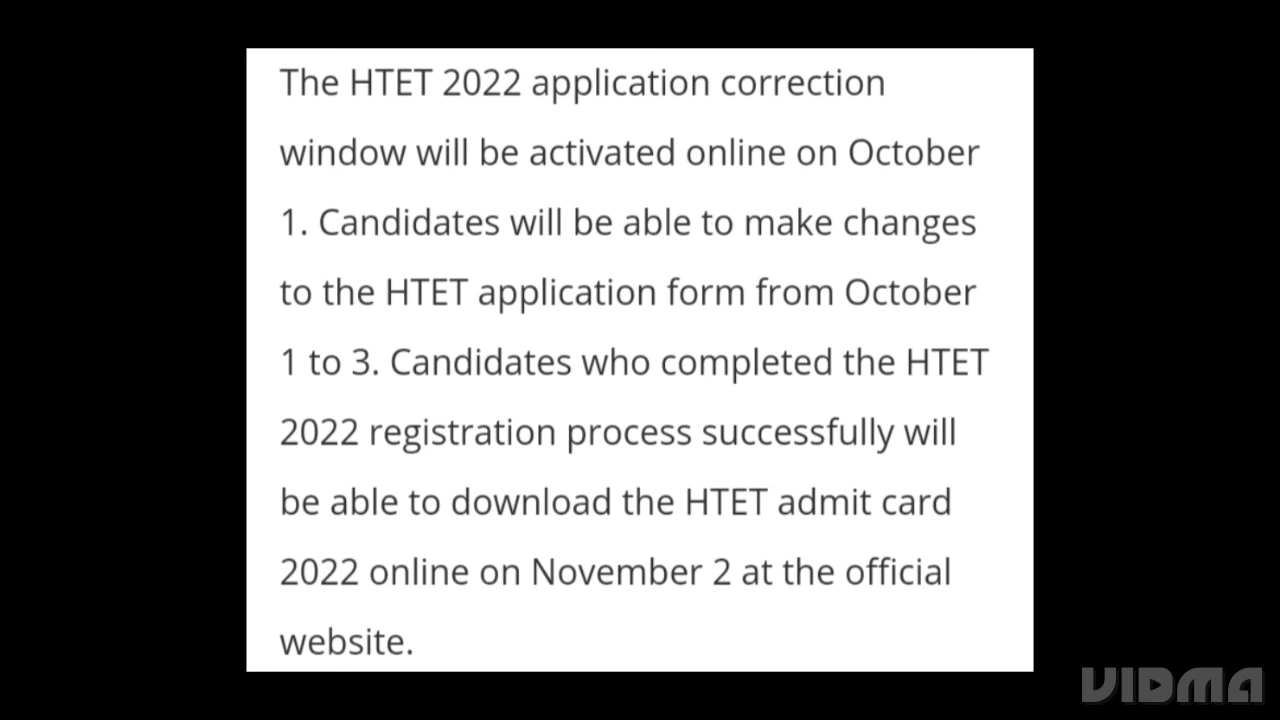 The HTET 2022 application correction
window will be activated online on October
1. Candidates will be able to make changes
to the HTET application form from October
1 to 3. Candidates who completed the HTET
2022 registration process successfully will
be able to download the HTET admit card
2022 online on November 2 at the official
website.
VIDMA